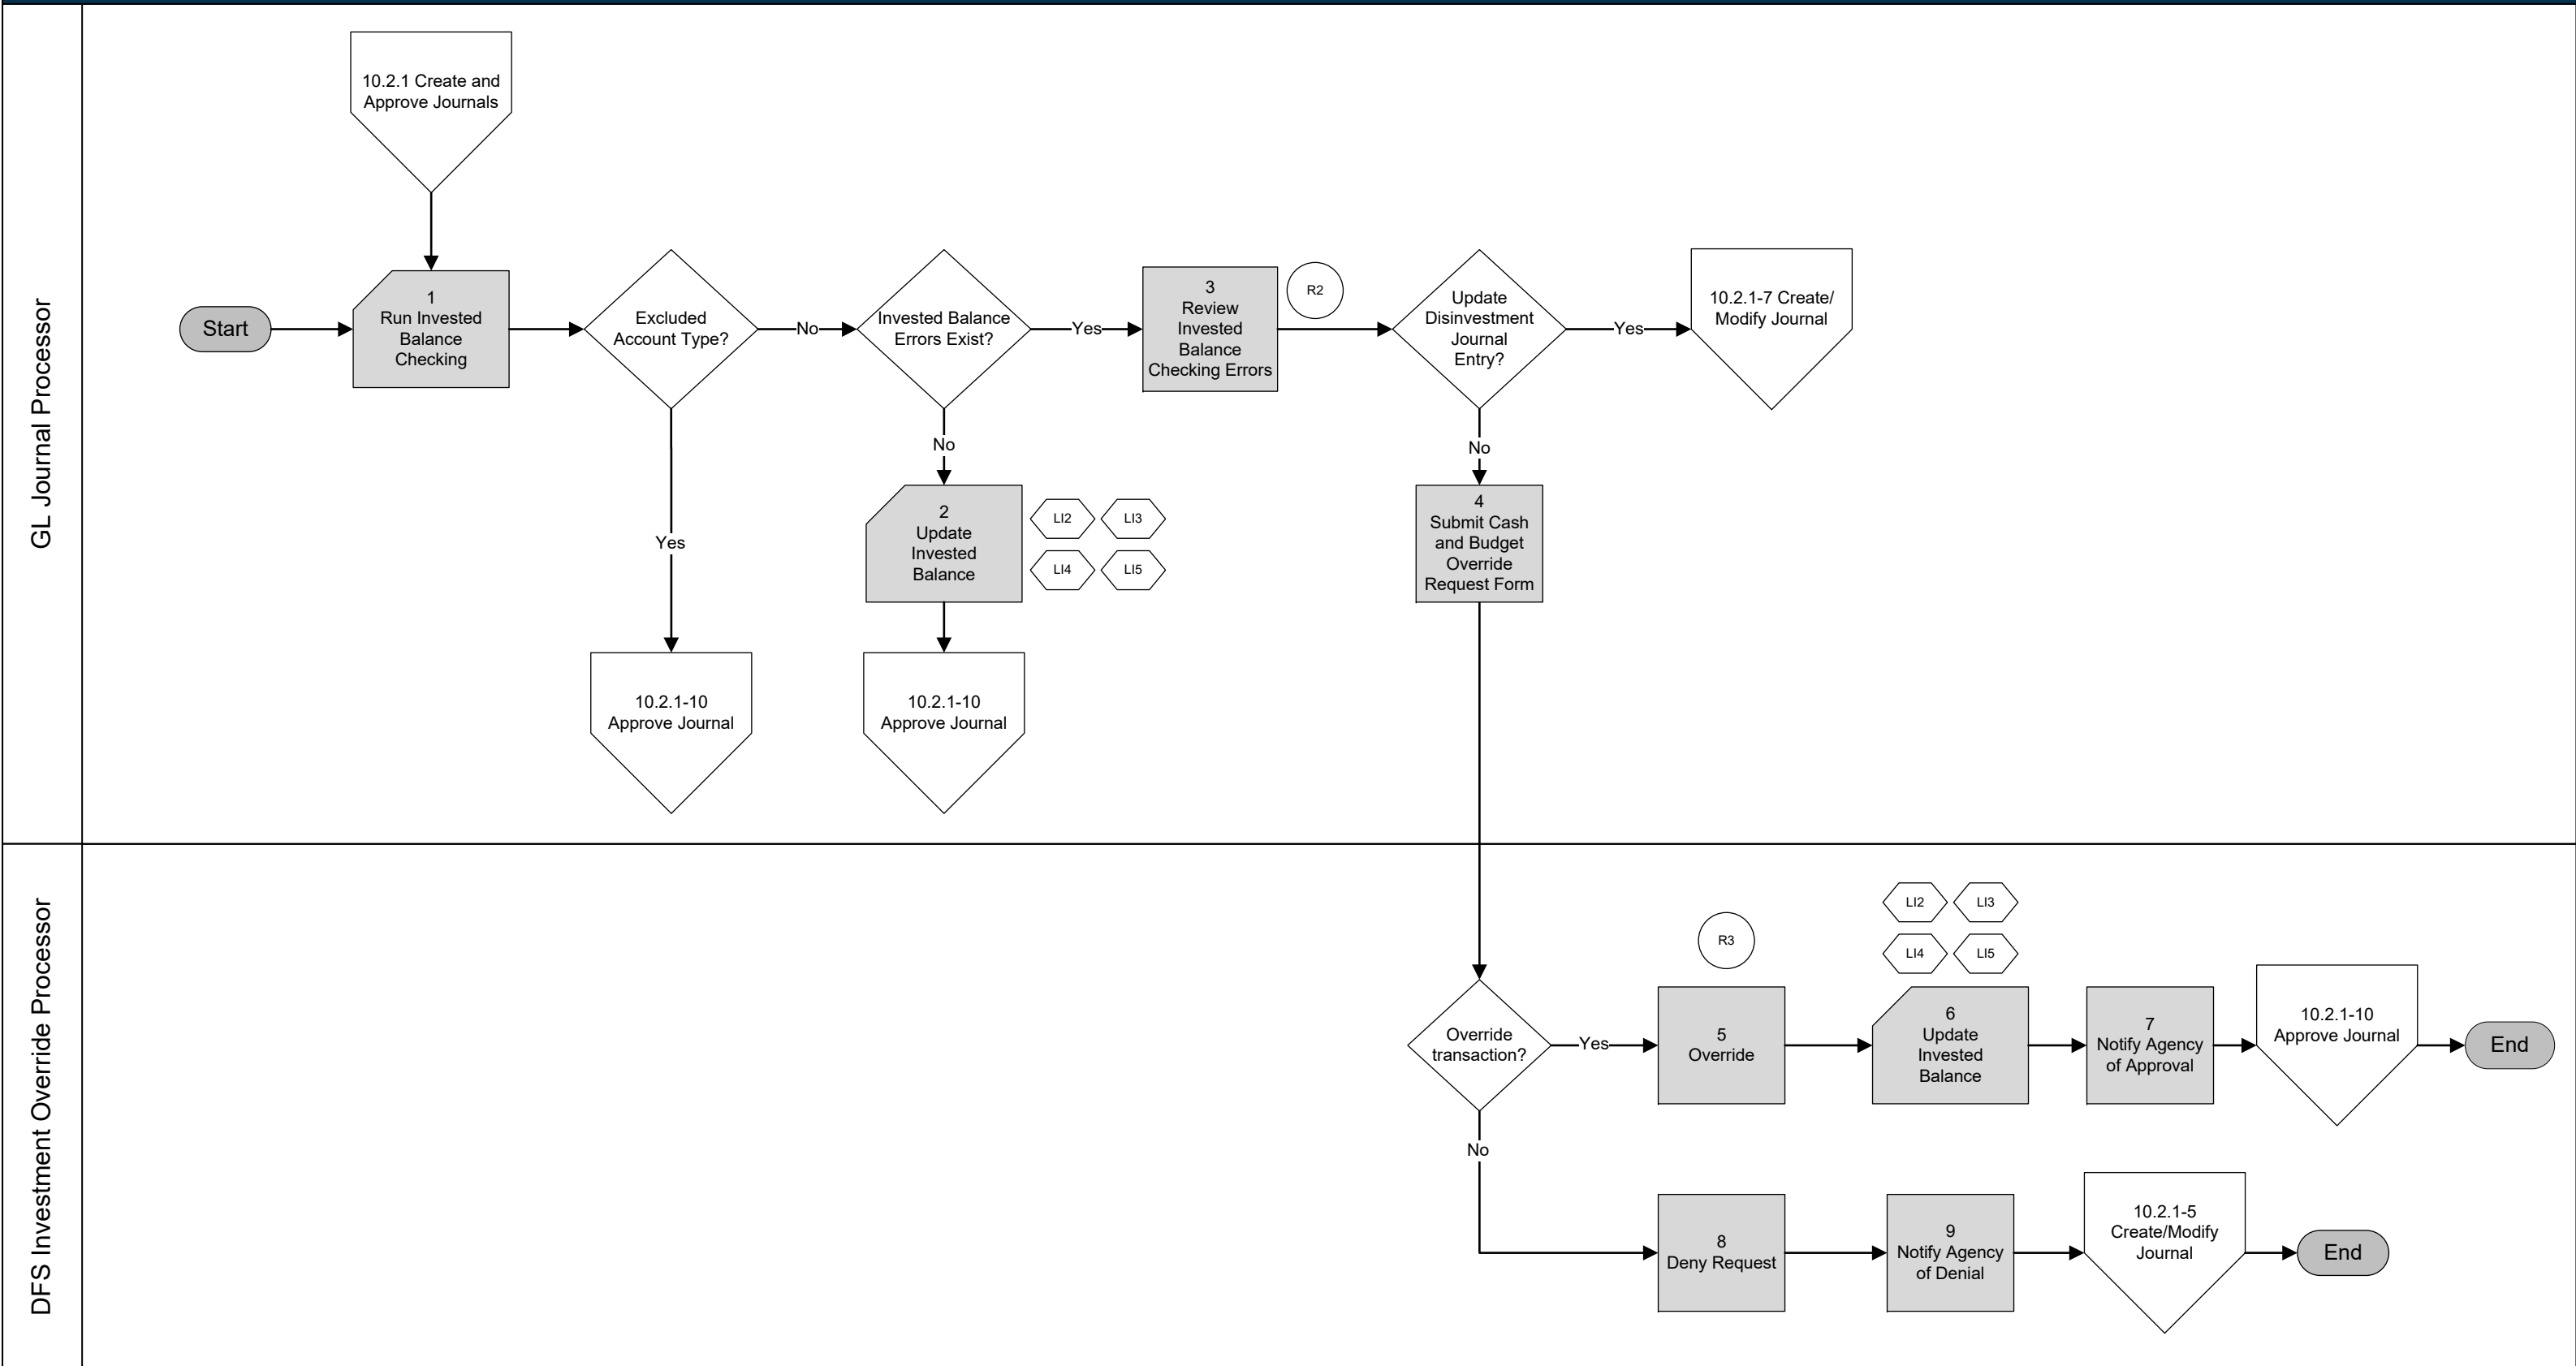 GL Journal Processor
10.2.1 Create and
Approve Journals
Start
1
Run Invested
Balance
Checking
Excluded
Account Type?
No
Invested Balance
Errors Exist?
Yes
3
Review
Invested
Balance
Checking Errors
R2
Update
Disinvestment
Journal
Entry?
Yes
10.2.1-7 Create/
Modify Journal
Yes
10.2.1-10
Approve Journal
No
2
Update
Invested
Balance
LI2
LI3
LI4
LI5
10.2.1-10
Approve Journal
No
4
Submit Cash
and Budget
Override
Request Form
DFS Investment Override Processor
Override
transaction?
Yes
R3
5
Override
LI2
LI3
LI4
LI5
6
Update
Invested
Balance
7
Notify Agency
of Approval
10.2.1-10
Approve Journal
End
No
8
Deny Request
9
Notify Agency
of Denial
10.2.1-5
Create/Modify
Journal
End